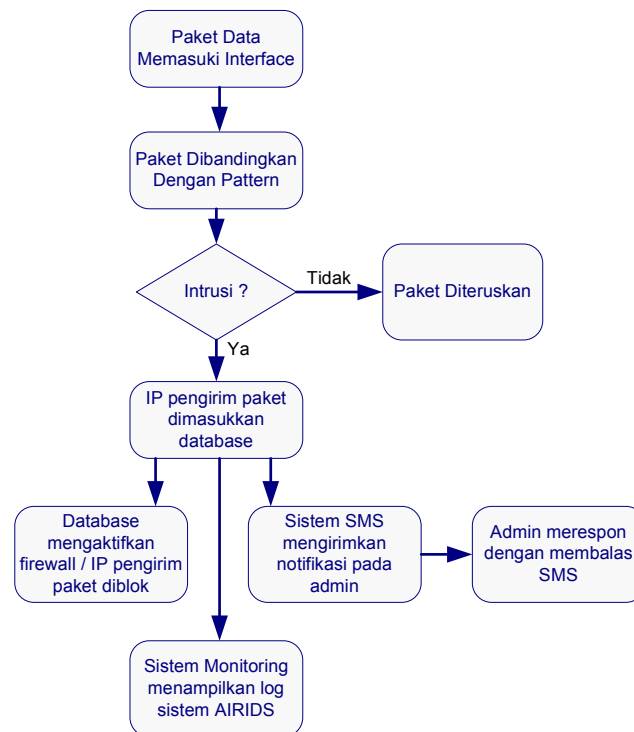 Paket Data
Memasuki Interface
Paket Dibandingkan
Dengan Pattern
Intrusi ?
Tidak
Paket Diteruskan
Ya
IP pengirim paket
dimasukkan
database
Database
mengaktifkan
firewall / IP pengirim
paket diblok
Sistem SMS
mengirimkan
notifikasi pada
admin
Admin merespon
dengan membalas
SMS
Sistem Monitoring
menampilkan log
sistem AIRIDS